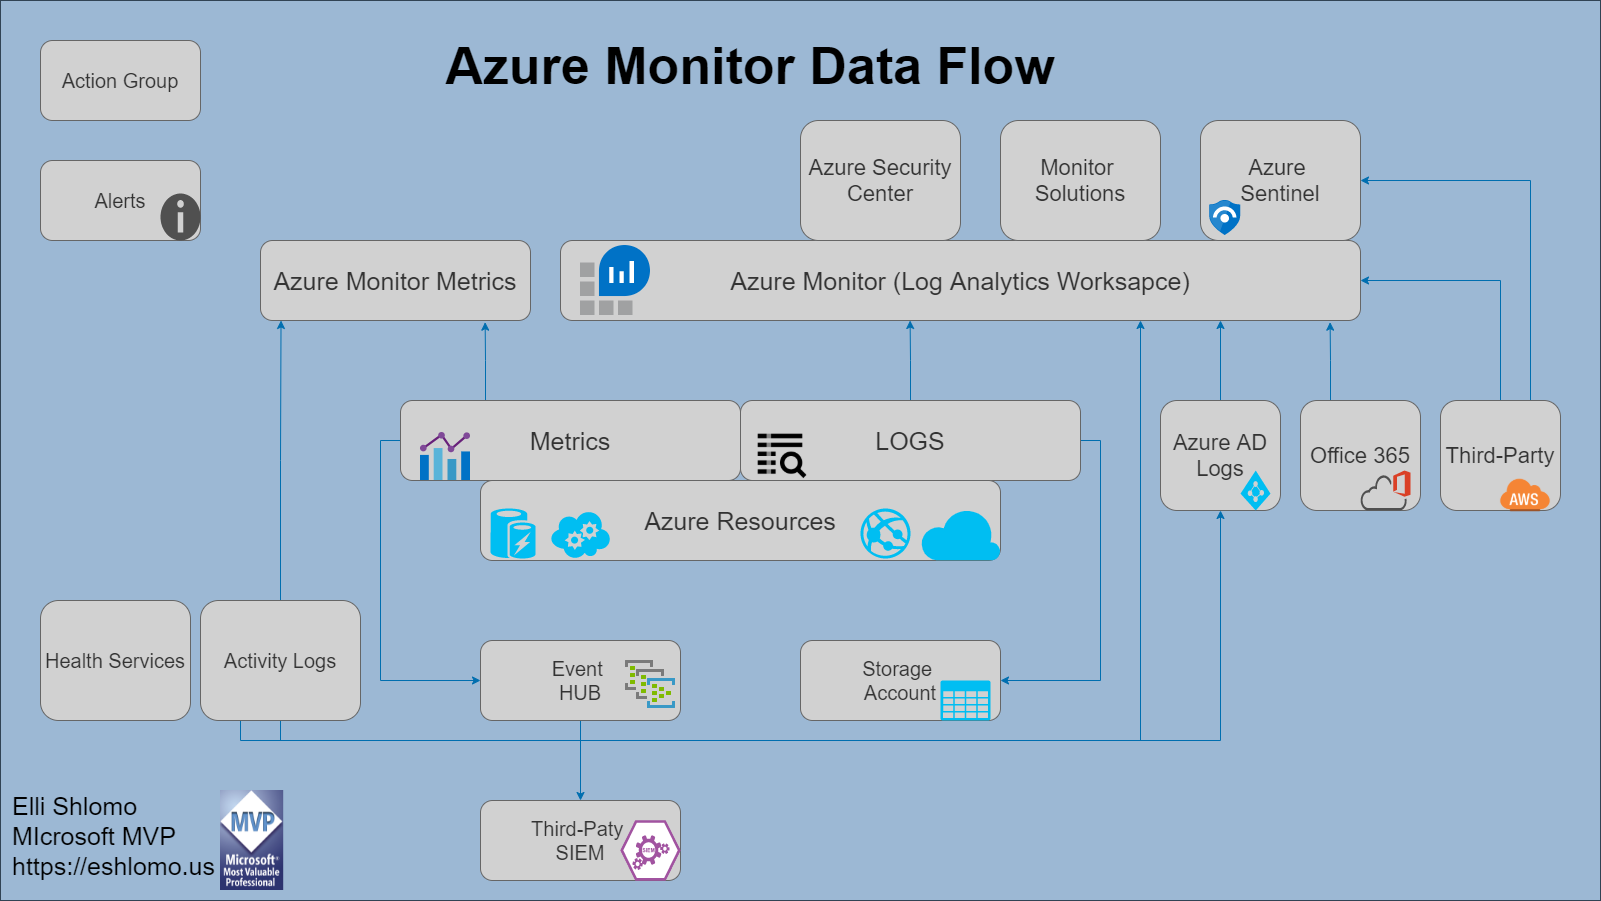 Azure Monitor Data Flow
Action Group
Alerts
Azure Security
Center
Monitor
Solutions
Azure
Sentinel
Azure Monitor Metrics
Azure Monitor (Log Analytics Worksapce)
Metrics
LOGS
Azure AD
Logs
Office 365
Third-Party
AWS
Azure Resources
Health Services
Activity Logs
Event
HUB
Storage
Account
Third-Paty
SIEM
SIEM
Elli Shlomo
MIcrosoft MVP
https://eshlomo.us
MVP
Microsoft®
Most Valuable
Professional